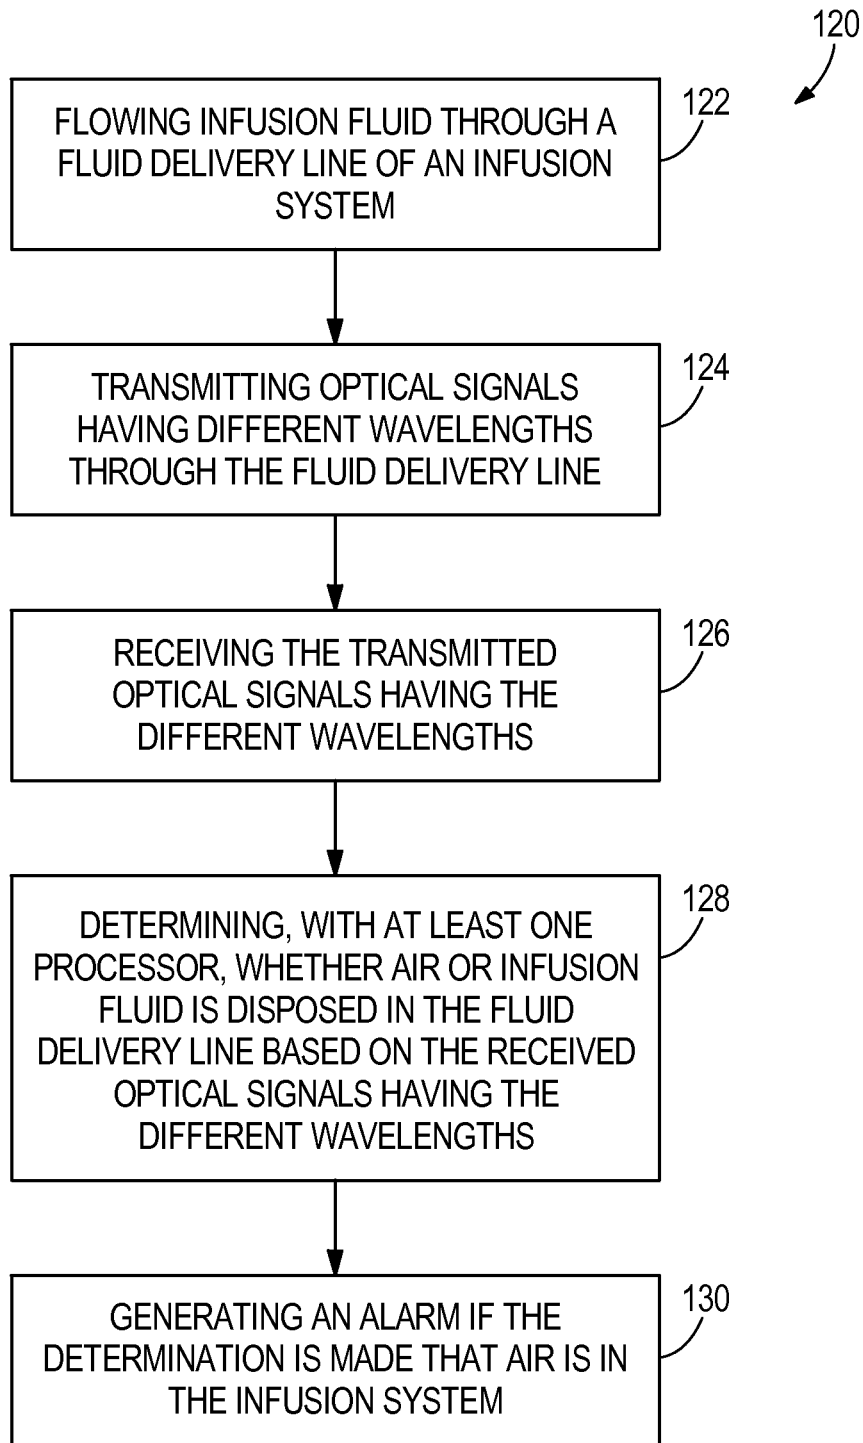 120
122
FLOWING INFUSION FLUID THROUGH A
FLUID DELIVERY LINE OF AN INFUSION
SYSTEM
124
TRANSMITTING OPTICAL SIGNALS
HAVING DIFFERENT WAVELENGTHS
THROUGH THE FLUID DELIVERY LINE
126
RECEIVING THE TRANSMITTED
OPTICAL SIGNALS HAVING THE
DIFFERENT WAVELENGTHS
128
DETERMINING, WITH AT LEAST ONE
PROCESSOR, WHETHER AIR OR INFUSION
FLUID IS DISPOSED IN THE FLUID
DELIVERY LINE BASED ON THE RECEIVED
OPTICAL SIGNALS HAVING THE
DIFFERENT WAVELENGTHS
130
GENERATING AN ALARM IF THE
DETERMINATION IS MADE THAT AIR IS IN
THE INFUSION SYSTEM